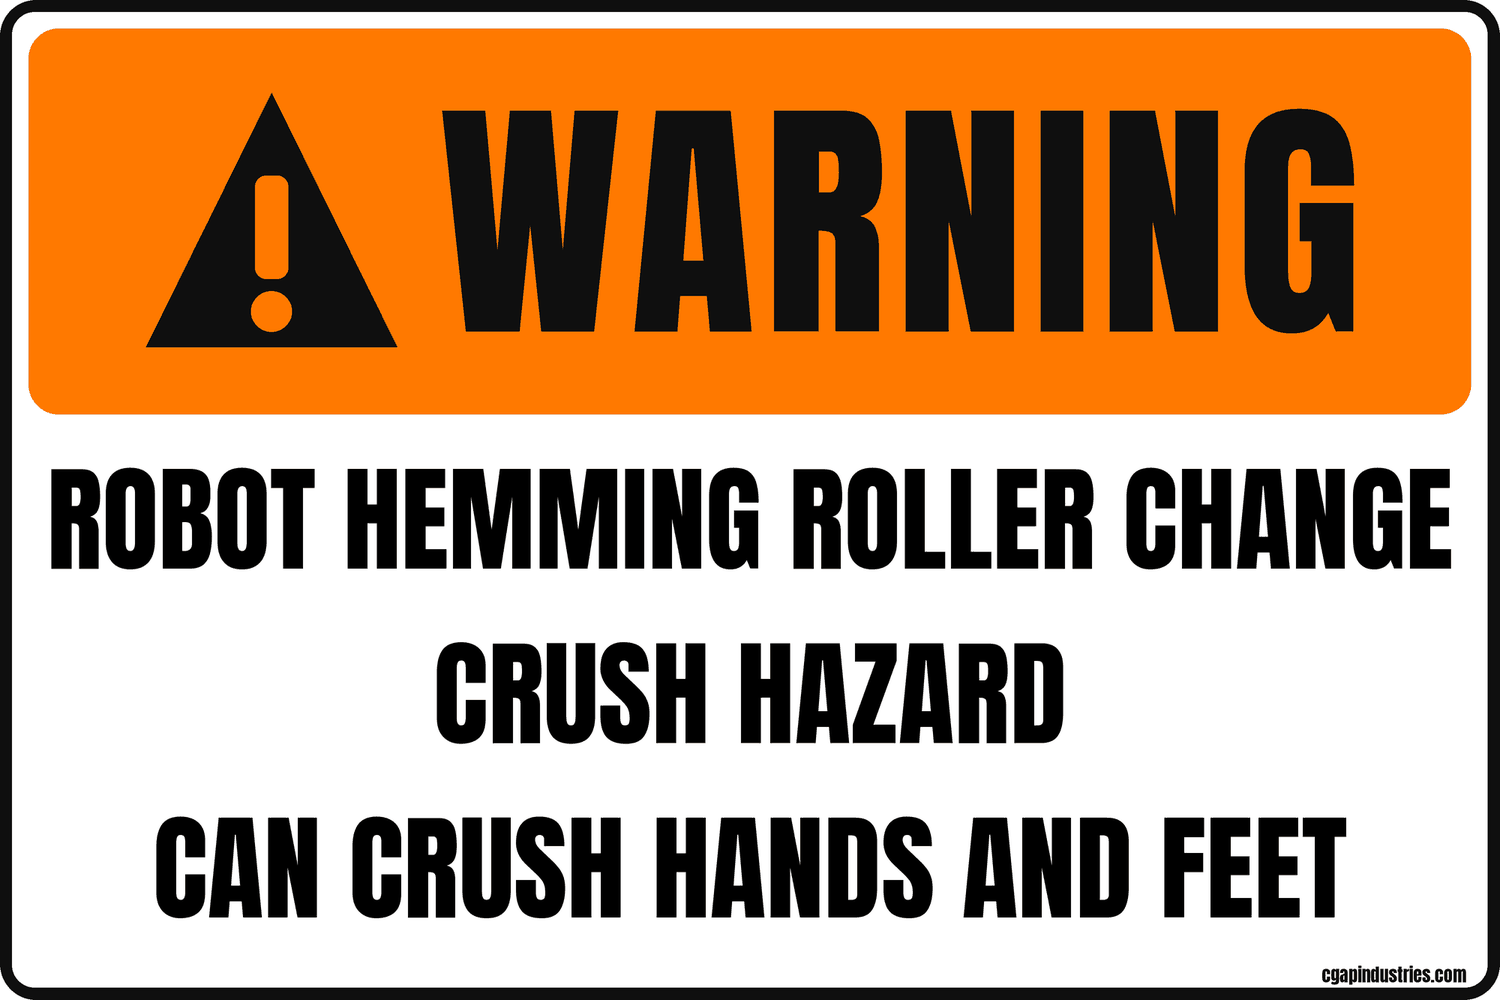 WARNING
ROBOT HEMMING ROLLER CHANGE
CRUSH HAZARD
CAN CRUSH HANDS AND FEET
cgapindustries.com